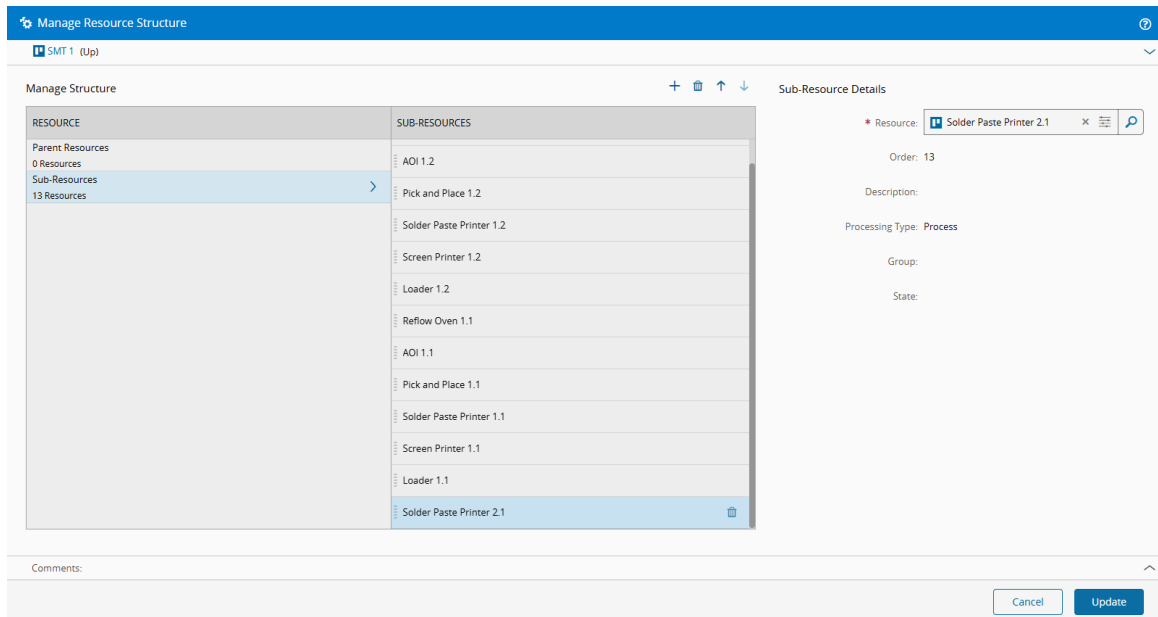 Manage Resource Structure
SMT 1 (Up)
Manage Structure
RESOURCE
Parent Resources
0 Resources
Sub-Resources
13 Resources
SUB-RESOURCES
AOI 1.2
Pick and Place 1.2
Solder Paste Printer 1.2
Screen Printer 1.2
Loader 1.2
Reflow Oven 1.1
AOI 1.1
Pick and Place 1.1
Solder Paste Printer 1.1
Screen Printer 1.1
Loader 1.1
Solder Paste Printer 2.1
Sub-Resource Details
* Resource: Solder Paste Printer 2.1
Order: 13
Description:
Processing Type: Process
Group:
State:
Comments:
Cancel Update